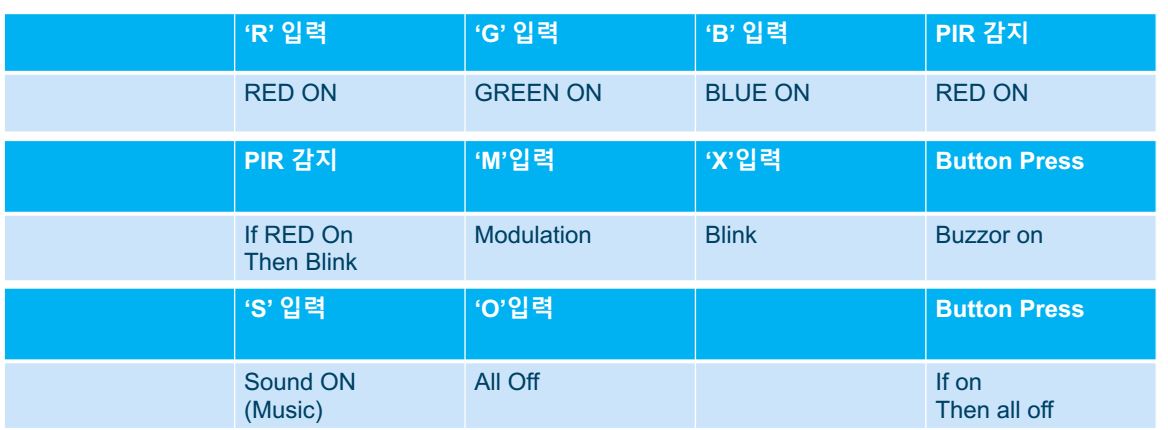 ‘R’ 입력 ‘G’ 입력 ‘B’ 입력 PIR 감지
RED ON GREEN ON BLUE ON RED ON
PIR 감지 ‘M’입력 ‘X’입력 Button Press
If RED On Modulation Blink Buzzor on
Then Blink
‘S’ 입력 ‘O’입력 Button Press
Sound ON All Off If on
(Music) Then all off